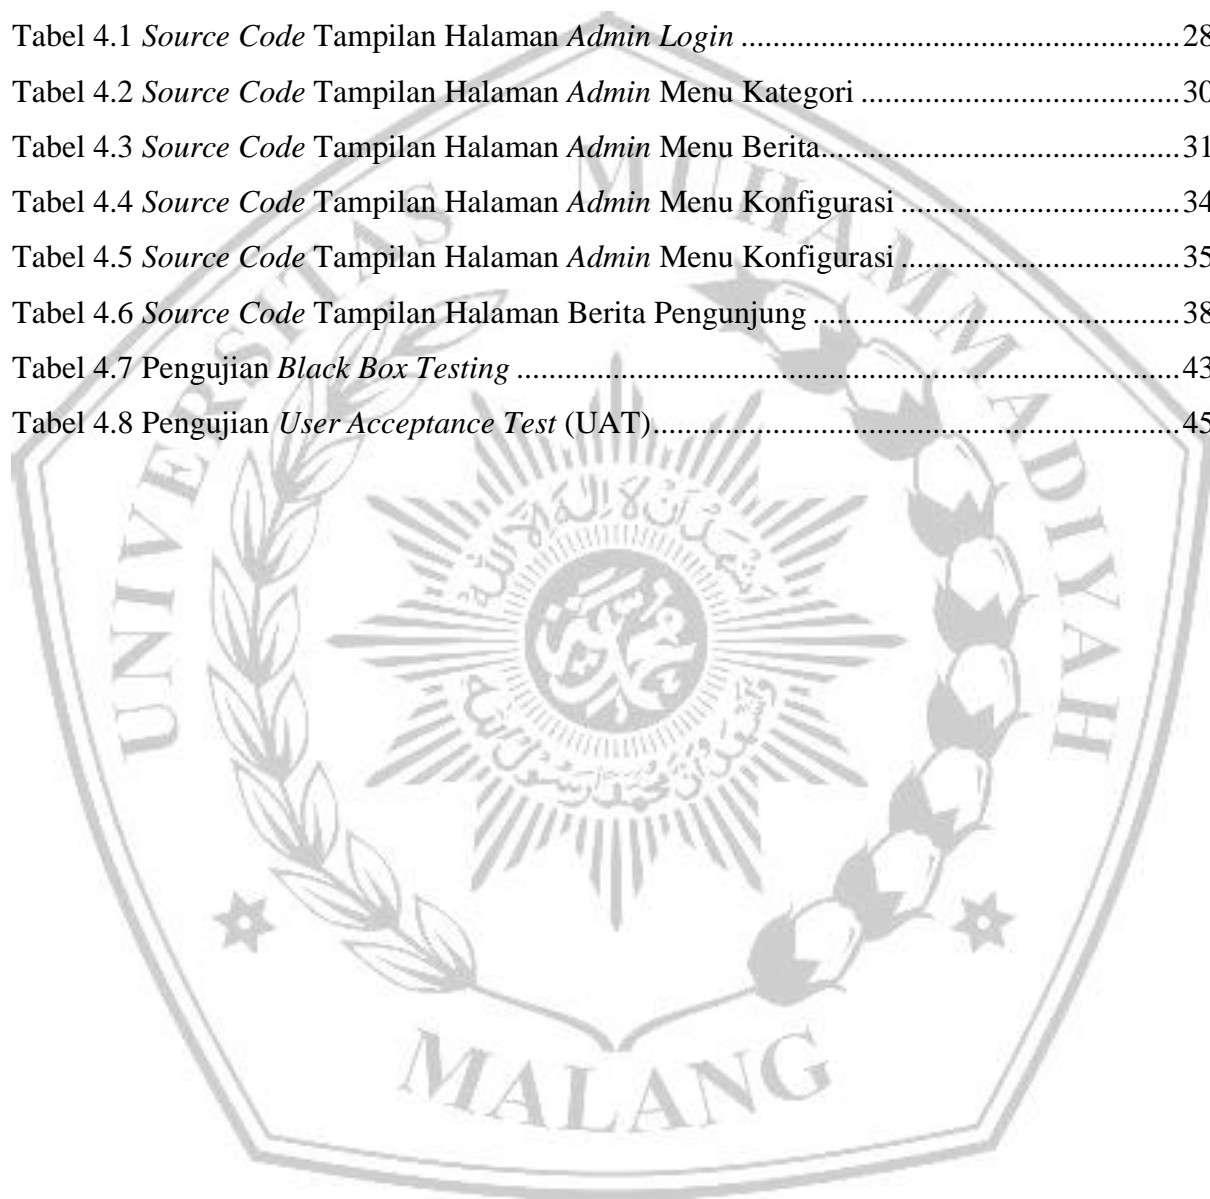 Tabel 4.1 Source Code Tampilan Halaman Admin Login ........................................................28
Tabel 4.2 Source Code Tampilan Halaman Admin Menu Kategori ........................................30
Tabel 4.3 Source Code Tampilan Halaman Admin Menu Berita.............................................31
Tabel 4.4 Source Code Tampilan Halaman Admin Menu Konfigurasi ...................................34
Tabel 4.5 Source Code Tampilan Halaman Admin Menu Konfigurasi ...................................35
Tabel 4.6 Source Code Tampilan Halaman Berita Pengunjung ..............................................38
Tabel 4.7 Pengujian Black Box Testing ...................................................................................43
Tabel 4.8 Pengujian User Acceptance Test (UAT)..................................................................45
UNIVERSITAS MUHAMMADIYAH
MALANG